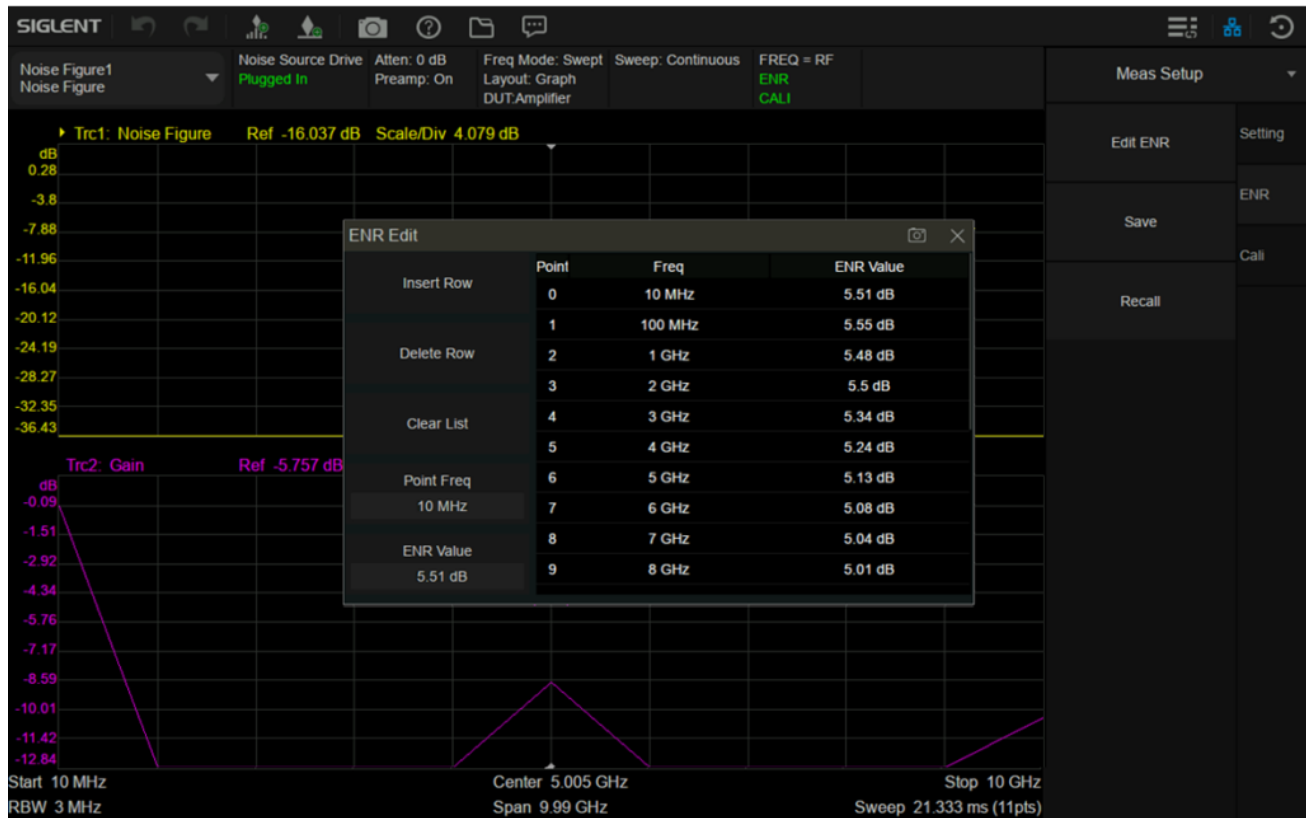 SIGLENT
Noise Figure1
Noise Figure
Noise Source Drive
Plugged In
Atten: 0 dB
Preamp: On
Freq Mode: Swept
Layout: Graph
DUT:Amplifier
Sweep: Continuous
FREQ = RF
ENR
CALI
Meas Setup
Edit ENR
Save
Recall
Setting
ENR
Cali
Trc1: Noise Figure Ref -16.037 dB Scale/Div 4.079 dB
dB
0.28
-3.8
-7.88
-11.96
-16.04
-20.12
-24.19
-28.27
-32.35
-36.43
ENR Edit
Insert Row
Delete Row
Clear List
Point Freq
10 MHz
ENR Value
5.51 dB
Point Freq ENR Value
0 10 MHz 5.51 dB
1 100 MHz 5.55 dB
2 1 GHz 5.48 dB
3 2 GHz 5.5 dB
4 3 GHz 5.34 dB
5 4 GHz 5.24 dB
6 5 GHz 5.13 dB
7 6 GHz 5.08 dB
8 7 GHz 5.04 dB
9 8 GHz 5.01 dB
Trc2: Gain Ref -5.757 dB
dB
-0.09
-1.51
-2.92
-4.34
-5.76
-7.17
-8.59
-10.01
-11.42
-12.84
Start 10 MHz Center 5.005 GHz Stop 10 GHz
RBW 3 MHz Span 9.99 GHz Sweep 21.333 ms (11pts)